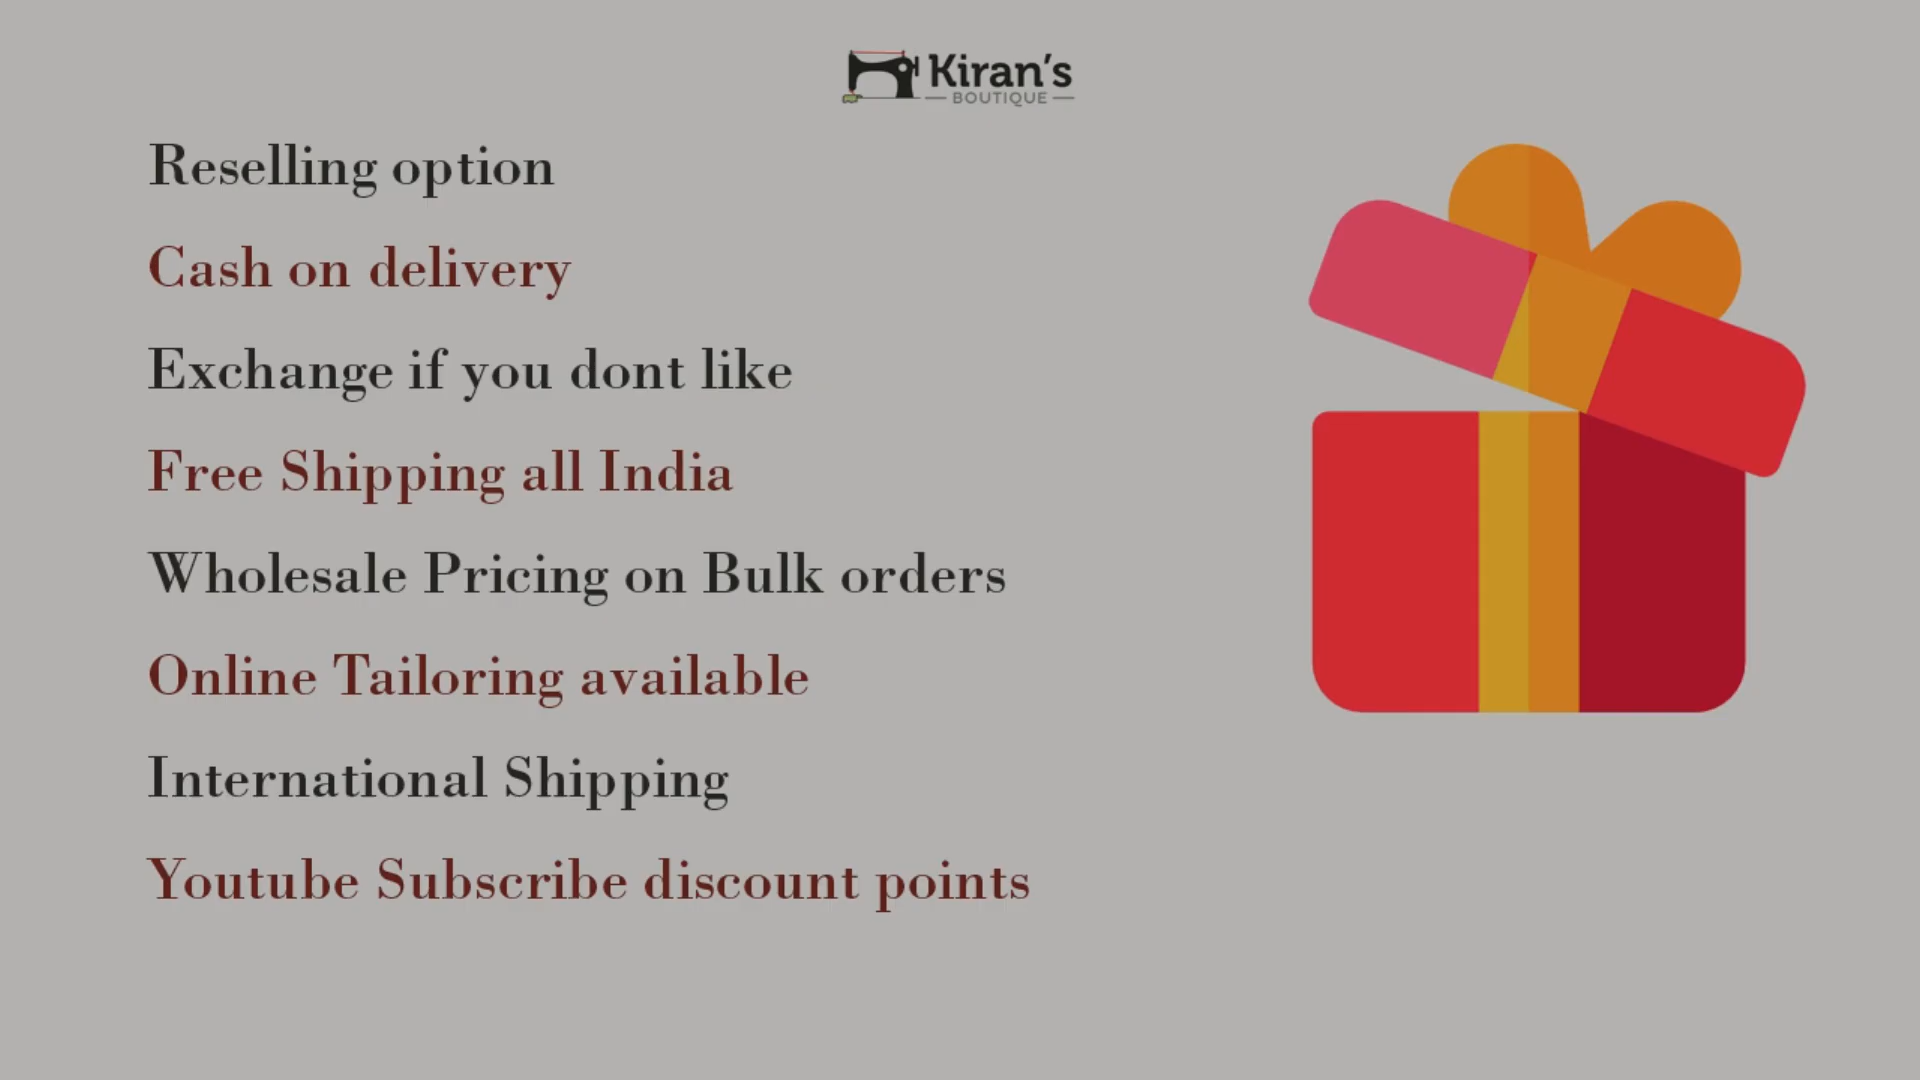 Kiran's
BOUTIQUE
Reselling option
Cash on delivery
Exchange if you dont like
Free Shipping all India
Wholesale Pricing on Bulk orders
Online Tailoring available
International Shipping
Youtube Subscribe discount points